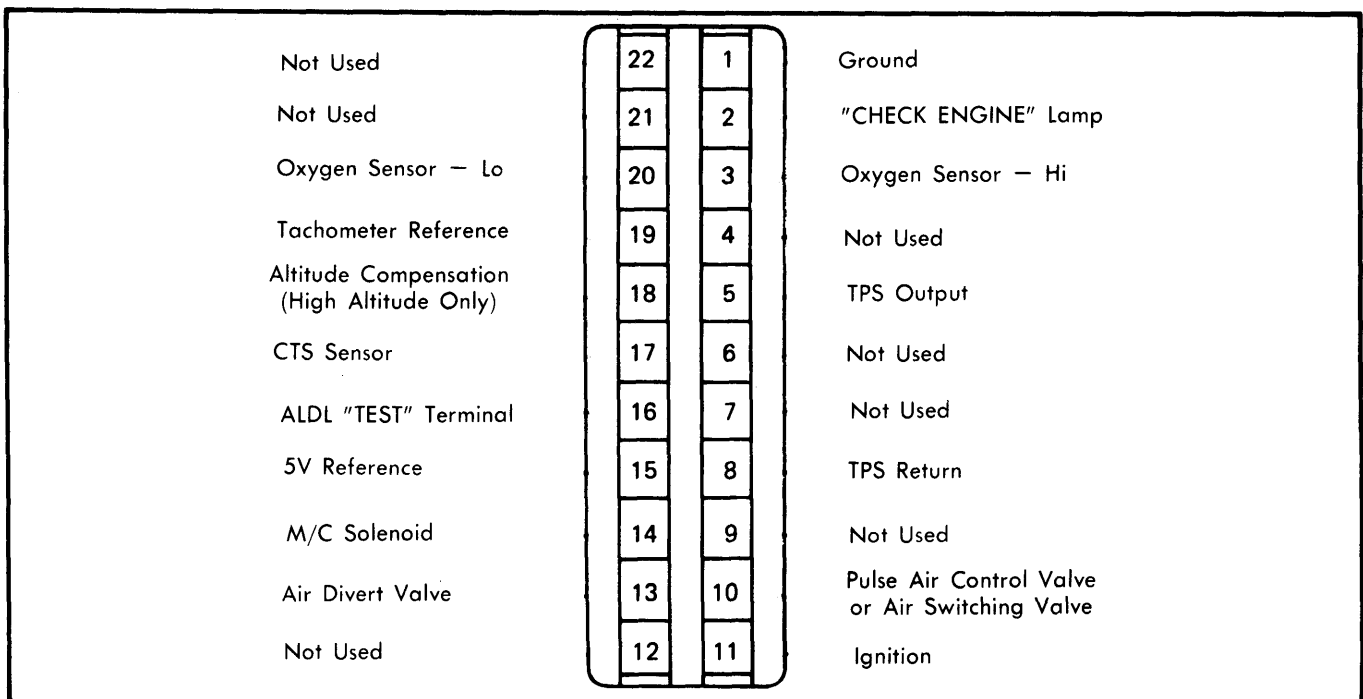 Not Used 22 1 Ground
Not Used 21 2 "CHECK ENGINE" Lamp
Oxygen Sensor — Lo 20 3 Oxygen Sensor — Hi
Tachometer Reference 19 4 Not Used
Altitude Compensation
(High Altitude Only) 18 5 TPS Output
CTS Sensor 17 6 Not Used
ALDL "TEST" Terminal 16 7 Not Used
5V Reference 15 8 TPS Return
M/C Solenoid 14 9 Not Used
Air Divert Valve 13 10 Pulse Air Control Valve
or Air Switching Valve
Not Used 12 11 Ignition